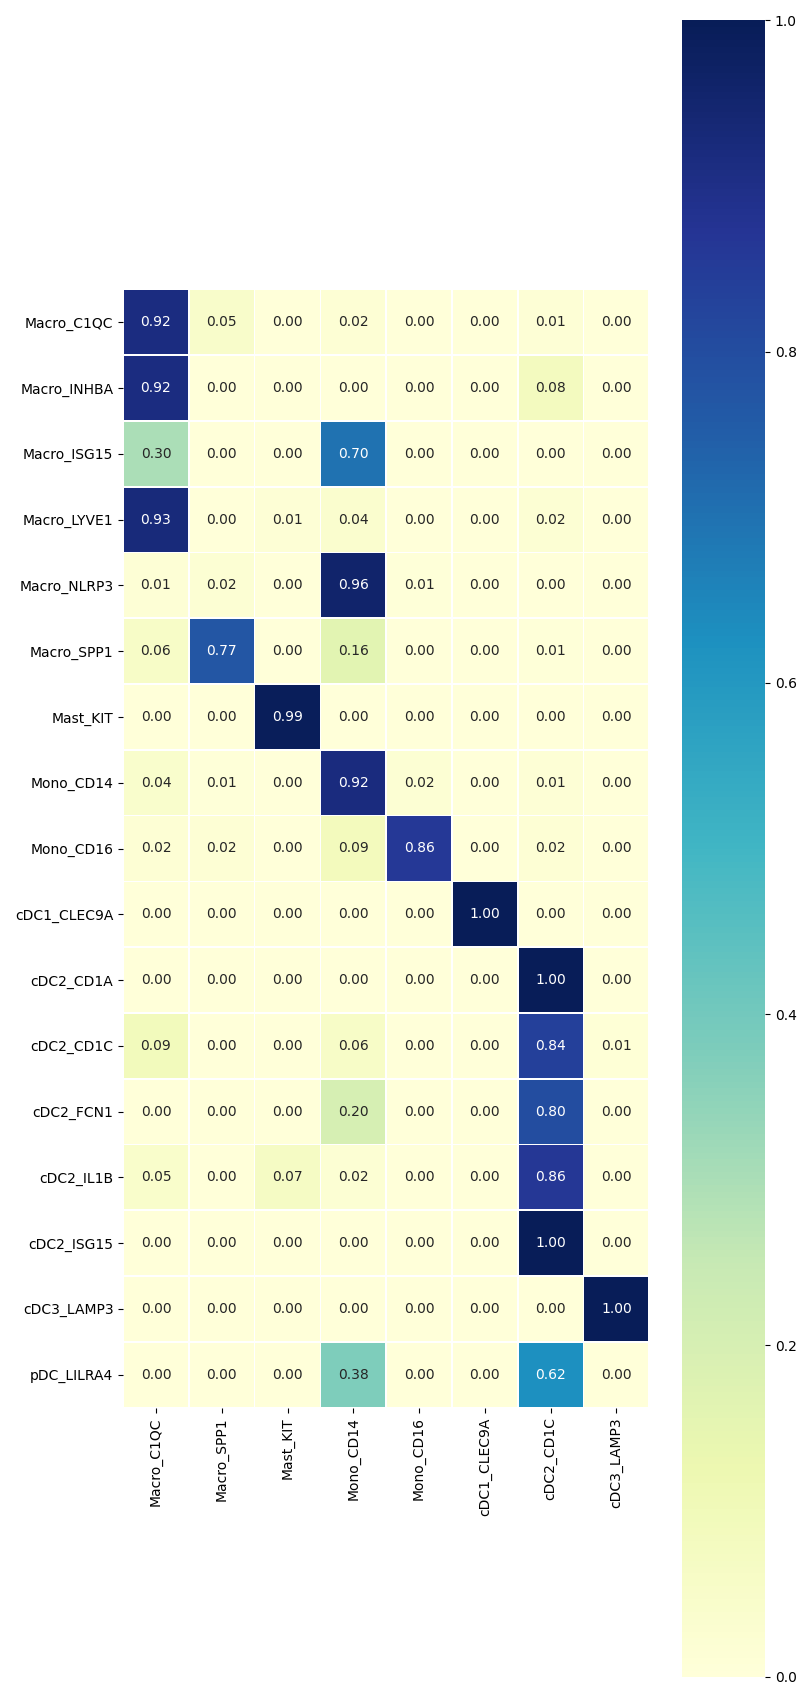 1.0
0.8
0.6
0.4
0.2
0.0
Macro_C1QC 0.92 0.05 0.00 0.02 0.00 0.00 0.01 0.00
Macro_INHBA 0.92 0.00 0.00 0.00 0.00 0.00 0.08 0.00
Macro_ISG15 0.30 0.00 0.00 0.70 0.00 0.00 0.00 0.00
Macro_LYVE1 0.93 0.00 0.01 0.04 0.00 0.00 0.02 0.00
Macro_NLRP3 0.01 0.02 0.00 0.96 0.01 0.00 0.00 0.00
Macro_SPP1 0.06 0.77 0.00 0.16 0.00 0.00 0.01 0.00
Mast_KIT 0.00 0.00 0.99 0.00 0.00 0.00 0.00 0.00
Mono_CD14 0.04 0.01 0.00 0.92 0.02 0.00 0.01 0.00
Mono_CD16 0.02 0.02 0.00 0.09 0.86 0.00 0.02 0.00
cDC1_CLEC9A 0.00 0.00 0.00 0.00 0.00 1.00 0.00 0.00
cDC2_CD1A 0.00 0.00 0.00 0.00 0.00 0.00 1.00 0.00
cDC2_CD1C 0.09 0.00 0.00 0.06 0.00 0.00 0.84 0.01
cDC2_FCN1 0.00 0.00 0.00 0.20 0.00 0.00 0.80 0.00
cDC2_IL1B 0.05 0.00 0.07 0.02 0.00 0.00 0.86 0.00
cDC2_ISG15 0.00 0.00 0.00 0.00 0.00 0.00 1.00 0.00
cDC3_LAMP3 0.00 0.00 0.00 0.00 0.00 0.00 0.00 1.00
pDC_LILRA4 0.00 0.00 0.00 0.38 0.00 0.00 0.62 0.00
Macro_C1QC
Macro_SPP1
Mast_KIT
Mono_CD14
Mono_CD16
cDC1_CLEC9A
cDC2_CD1C
cDC3_LAMP3